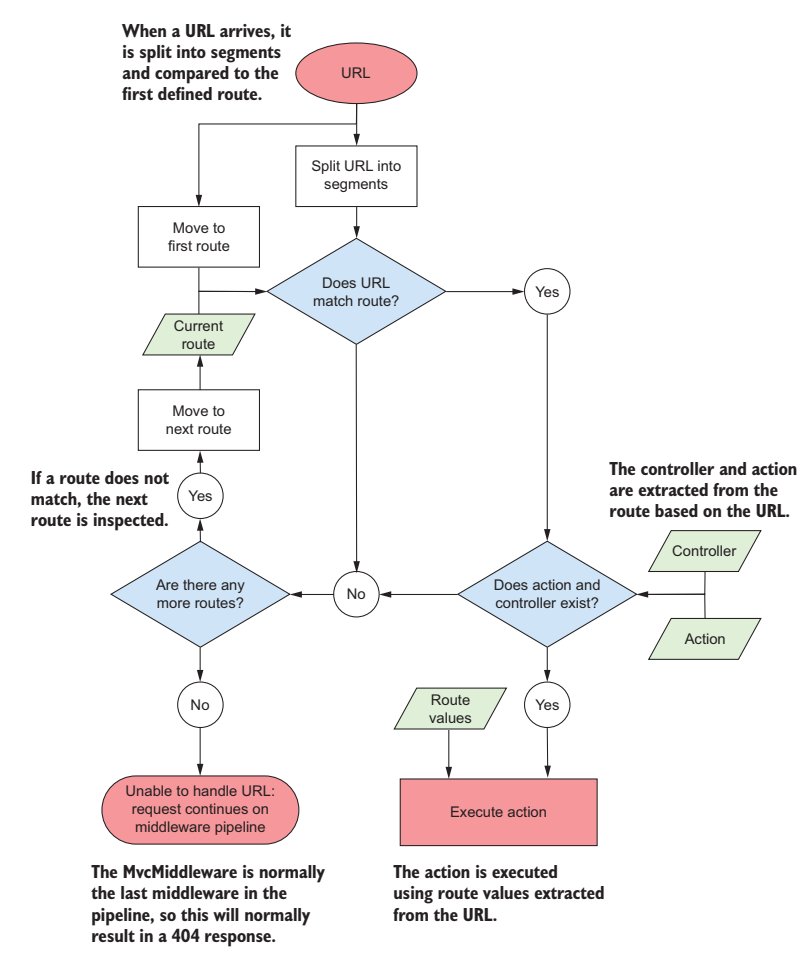 When a URL arrives, it
is split into segments
and compared to the
first defined route.
URL
Split URL into
segments
Move to
first route
Does URL
match route?
Yes
Current
route
Move to
next route
If a route does not
match, the next
route is inspected.
Yes
The controller and action
are extracted from the
route based on the URL.
Controller
Are there any
more routes?
No
Does action and
controller exist?
Action
No
Route
values
Yes
Unable to handle URL:
request continues on
middleware pipeline
Execute action
The MvcMiddleware is normally
the last middleware in the
pipeline, so this will normally
result in a 404 response.
The action is executed
using route values extracted
from the URL.